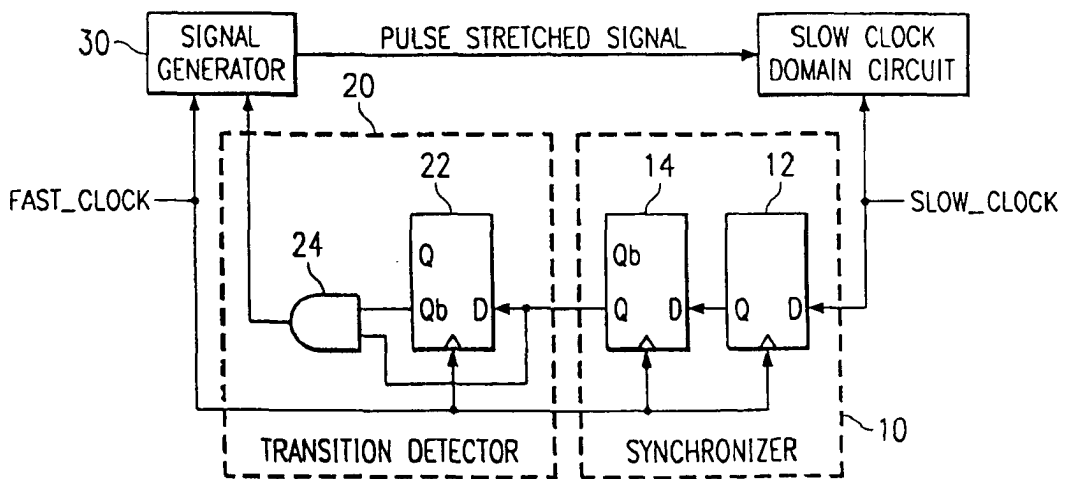 30
SIGNAL
GENERATOR
PULSE STRETCHED SIGNAL
SLOW CLOCK
DOMAIN CIRCUIT
20
22
14
12
FAST_CLOCK
SLOW_CLOCK
24
Q
Qb
Qb
D
Q
D
Q
D
TRANSITION DETECTOR
SYNCHRONIZER
10